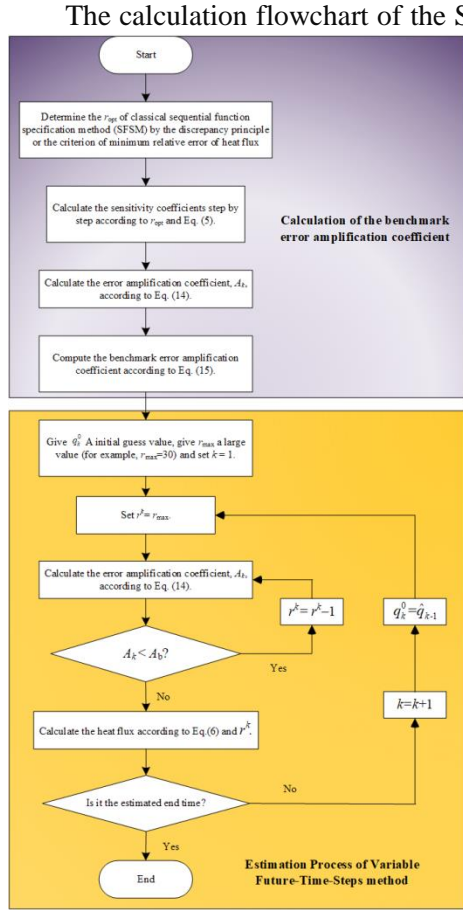 The calculation flowchart of the S
Start
Determine the r_opt of classical sequential function
specification method (SFSM) by the discrepancy principle
or the criterion of minimum relative error of heat flux
Calculate the sensitivity coefficients step by
step according to r_opt and Eq. (5).
Calculation of the benchmark
error amplification coefficient
Calculate the error amplification coefficient, A_k,
according to Eq. (14).
Compute the benchmark error amplification
coefficient according to Eq. (15).
Give q_k^0 A initial guess value, give r_max a large
value (for example, r_max=30) and set k = 1.
Set r^k = r_max.
Calculate the error amplification coefficient, A_k,
according to Eq. (14).
r^k = r^k−1
q_k^0 = q̂_k-1
A_k < A_b?
Yes
No
k=k+1
Calculate the heat flux according to Eq.(6) and r^k.
Is it the estimated end time?
No
Yes
End
Estimation Process of Variable
Future-Time-Steps method